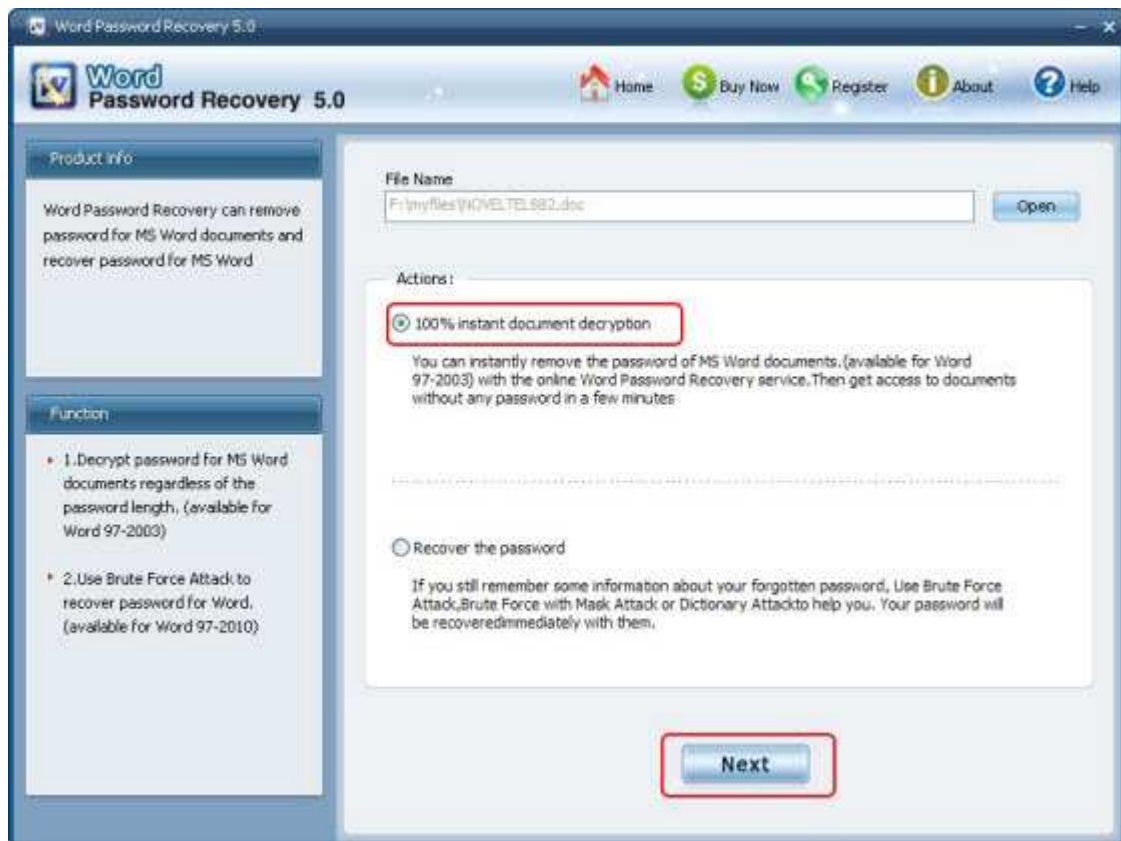 Word Password Recovery 5.0
Word
Password Recovery 5.0
Home
Buy Now
Register
About
Help
Product info
Word Password Recovery can remove
password for MS Word documents and
recover password for MS Word
Function
1.Decrypt password for MS Word
documents regardless of the
password length. (available for
Word 97-2003)
2.Use Brute Force Attack to
recover password for Word.
(available for Word 97-2010)
File Name
F:\myfiles\NOVELTEL982.doc
Open
Actions:
100% instant document decryption
You can instantly remove the password of MS Word documents.(available for Word
97-2003) with the online Word Password Recovery service.Then get access to documents
without any password in a few minutes
Recover the password
If you still remember some information about your forgotten password, Use Brute Force
Attack,Brute Force with Mask Attack or Dictionary Attackto help you. Your password will
be recoveredimmediately with them.
Next